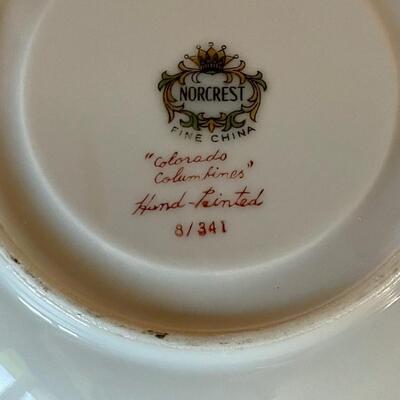 NORCREST
FINE CHINA
"Colorado
Columbines"
Hand-Painted
8/341